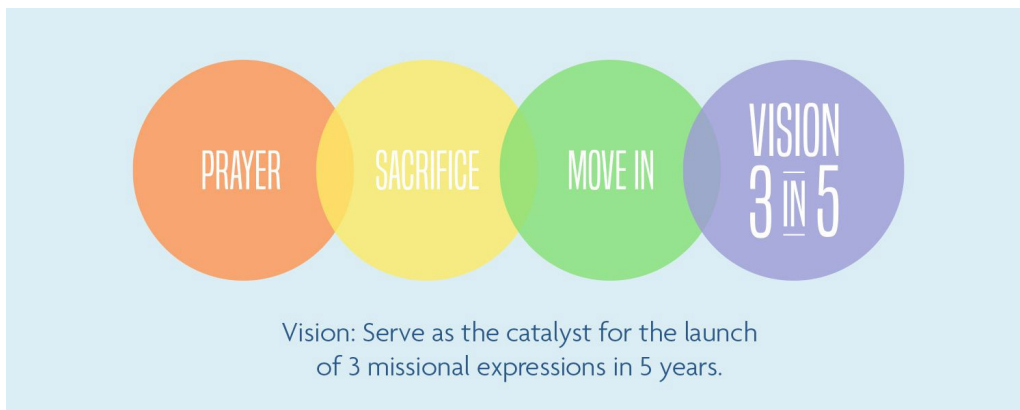 PRAYER
SACRIFICE
MOVE IN
VISION
3 IN 5
Vision: Serve as the catalyst for the launch
of 3 missional expressions in 5 years.